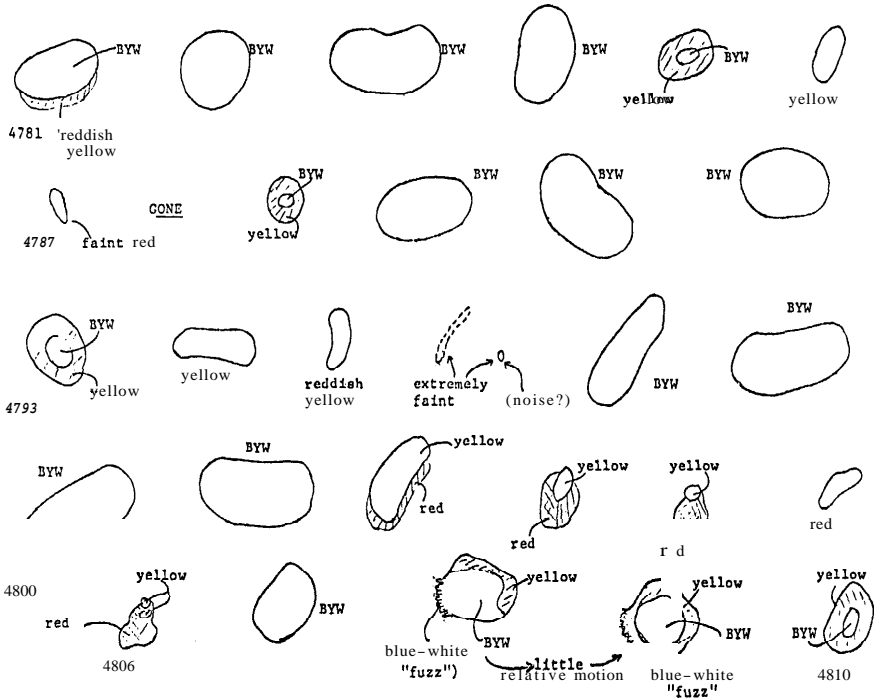 BYW
BYW
BYW
BYW
BYW
yellow
yellow
4781 'reddish
yellow
BYW
GONE
BYW
BYW
BYW
yellow
4787 faint red
BYW
BYW
yellow
yellow
4793
reddish
yellow
extremely
faint
(noise?)
BYW
BYW
BYW
yellow
red
yellow
red
yellow
r d
red
4800
yellow
red
4806
BYW
yellow
BYW
blue-white
"fuzz")
little
relative motion
yellow
BYW
blue-white
"fuzz"
yellow
BYW
4810